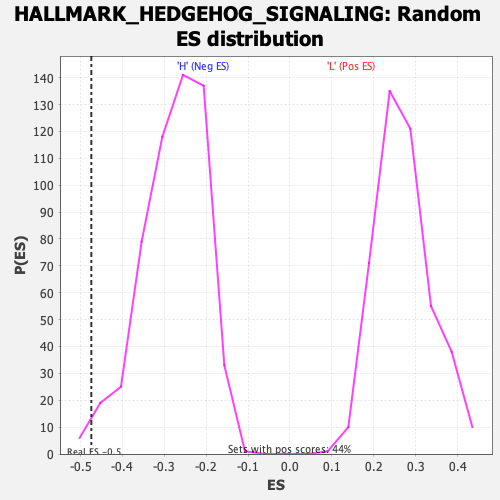 HALLMARK_HEDGEHOG_SIGNALING: Random
ES distribution
'H' (Neg ES)
'L' (Pos ES)
140
130
120
110
100
90
80
70
60
50
40
30
20
10
0
P(ES)
Real ES -0.5
Sets with pos scores: 44%
-0.5 -0.4 -0.3 -0.2 -0.1 0.0 0.1 0.2 0.3 0.4
ES